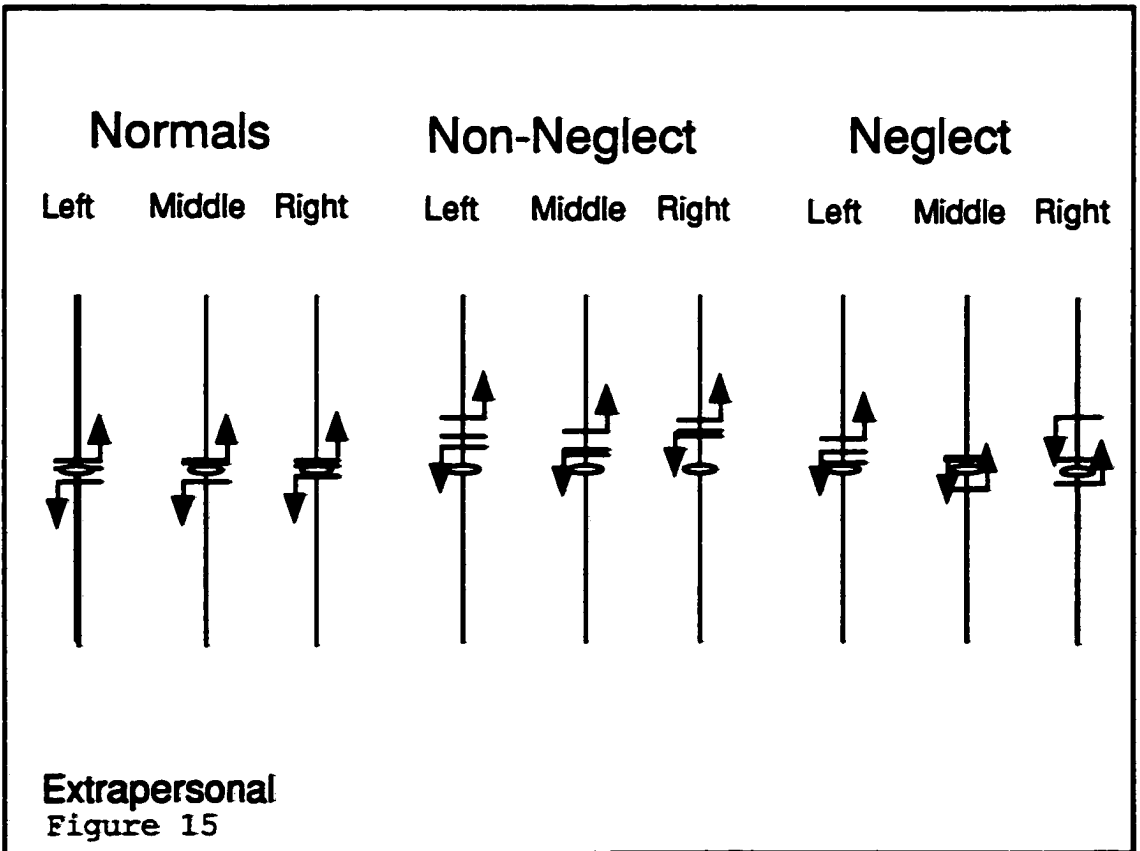 Normals Non-Neglect Neglect
Left Middle Right Left Middle Right Left Middle Right
Extrapersonal
Figure 15